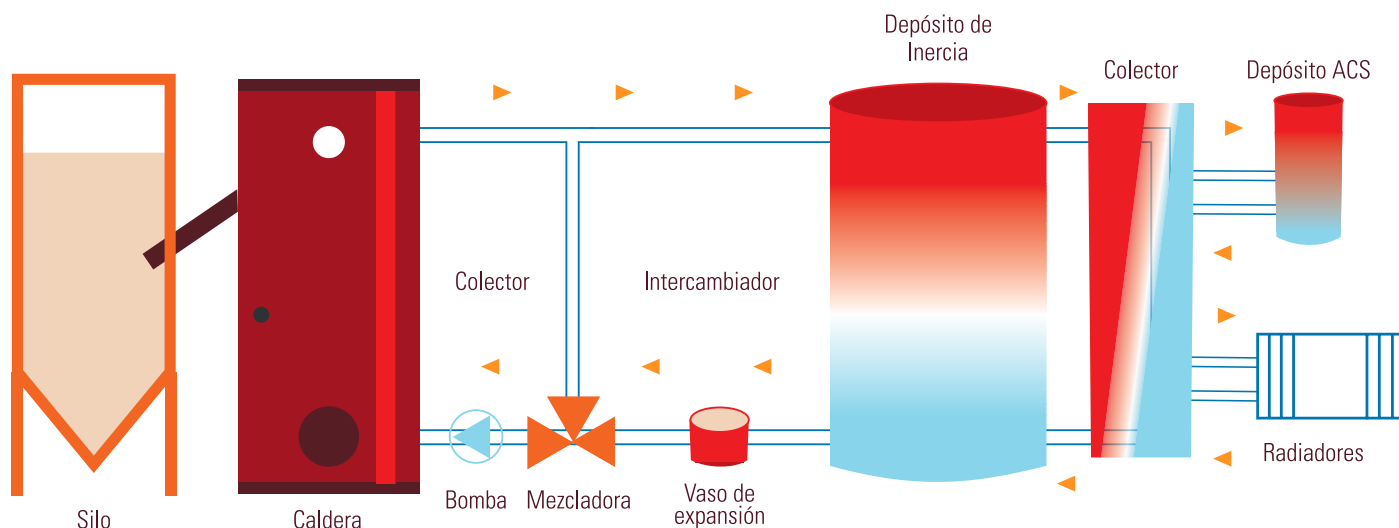 Depósito de
Inercia
Colector
Depósito ACS
Colector
Intercambiador
Radiadores
Bomba
Mezcladora
Vaso de
expansión
Silo
Caldera